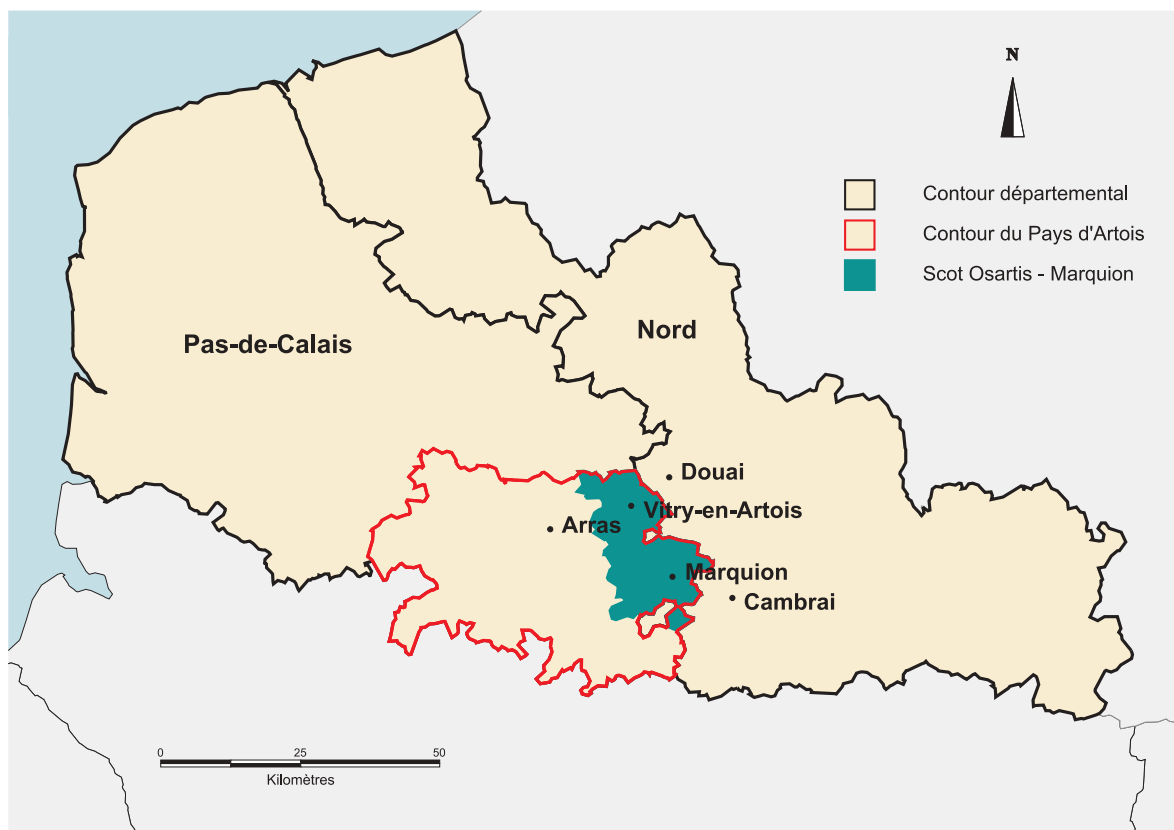 N
Contour départemental
Contour du Pays d'Artois
Scot Osartis - Marquion
Nord
Pas-de-Calais
Douai
Vitry-en-Artois
Arras
Marquion
Cambrai
0 25 50
Kilomètres